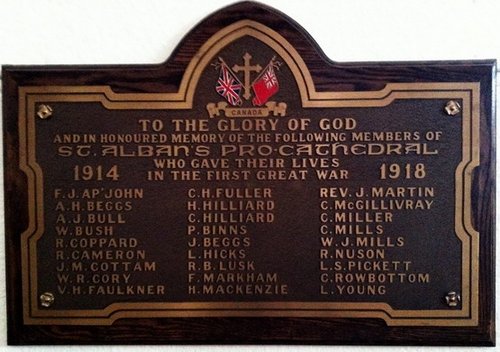 CANADA
TO THE GLORY OF GOD
AND IN HONOURED MEMORY OF THE FOLLOWING MEMBERS OF
ST. ALBAN'S PRO-CATHEDRAL
WHO GAVE THEIR LIVES
1914 IN THE FIRST GREAT WAR 1918
F.J. AP'JOHN
A.H. BEGGS
A.J. BULL
W. BUSH
R. COPPARD
R. CAMERON
J.M. COTTAM
W.R. CORY
V.H. FAULKNER
C.H. FULLER
H. HILLIARD
C. HILLIARD
P. BINNS
J. BEGGS
L. HICKS
R.B. LUSK
F. MARKHAM
H. MACKENZIE
REV. J. MARTIN
C. McGILLIVRAY
C. MILLER
C. MILLS
W.J. MILLS
R. NUSON
L.S. PICKETT
C. ROWBOTTOM
L. YOUNG